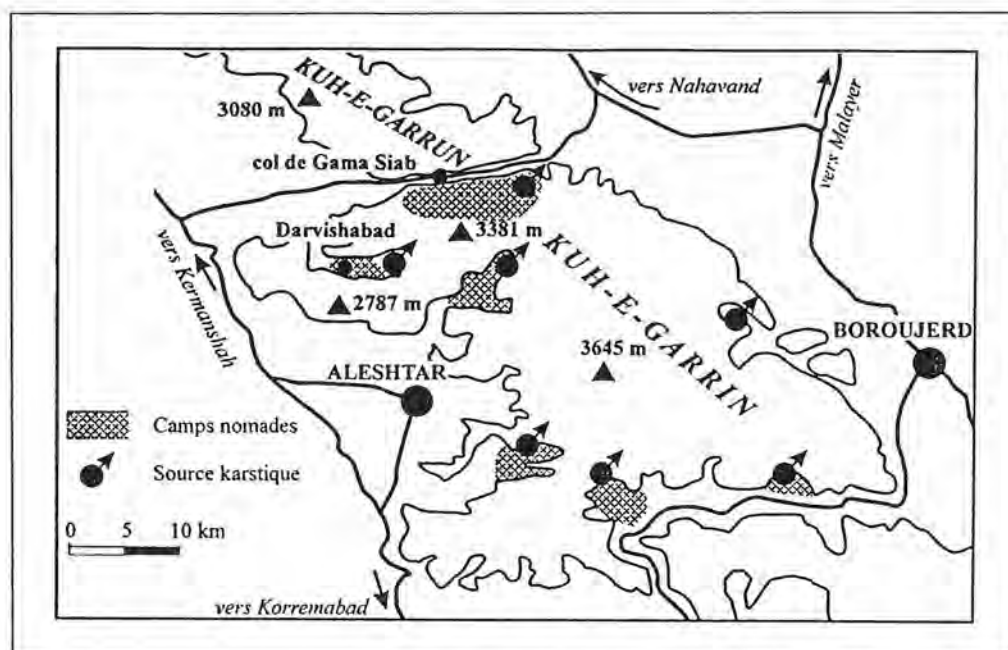 KUH-E-GARRUN
3080 m
vers Nahavand
vers Malayer
col de Gama Siab
Darvishabad
3381 m
vers Kermanshah
2787 m
KUH-E-GARRIN
3645 m
BOROUJERD
ALESHTAR
Camps nomades
Source karstique
0 5 10 km
vers Korremabad